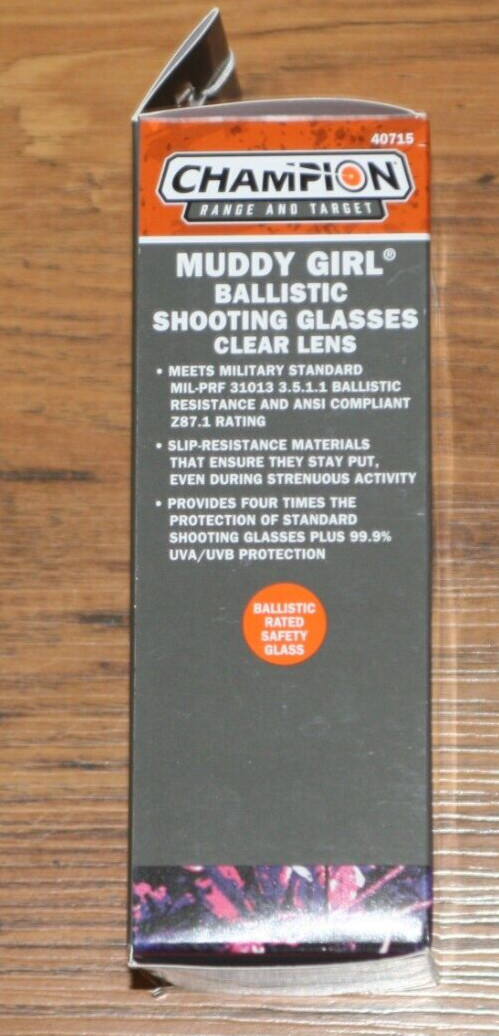 40715
CHAMPION
RANGE AND TARGET
MUDDY GIRL®
BALLISTIC
SHOOTING GLASSES
CLEAR LENS
• MEETS MILITARY STANDARD
MIL-PRF 31013 3.5.1.1 BALLISTIC
RESISTANCE AND ANSI COMPLIANT
Z87.1 RATING
• SLIP-RESISTANCE MATERIALS
THAT ENSURE THEY STAY PUT,
EVEN DURING STRENUOUS ACTIVITY
• PROVIDES FOUR TIMES THE
PROTECTION OF STANDARD
SHOOTING GLASSES PLUS 99.9%
UVA/UVB PROTECTION
BALLISTIC
RATED
SAFETY
GLASS